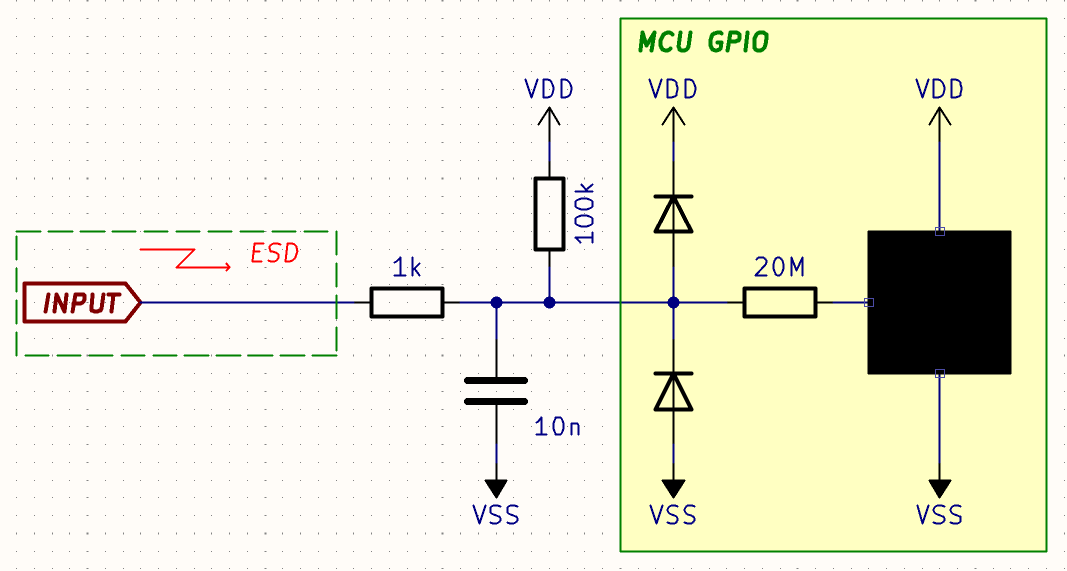 MCU GPIO
VDD
VDD
VDD
100k
ESD
INPUT
1k
20M
10n
VSS
VSS
VSS